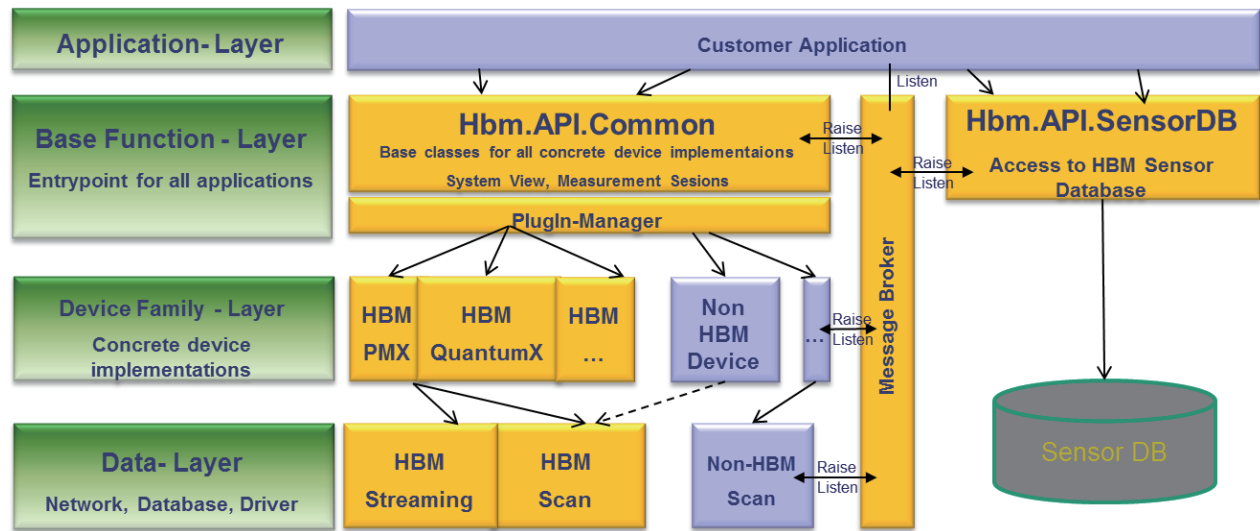 Application- Layer
Customer Application
Listen
Base Function - Layer
Entrypoint for all applications
Hbm.API.Common
Base classes for all concrete device implementaions
System View, Measurement Sesions
Raise
Listen
Hbm.API.SensorDB
Access to HBM Sensor
Database
Raise
Listen
PlugIn-Manager
Message Broker
Device Family - Layer
Concrete device
implementations
HBM
PMX
HBM
QuantumX
HBM
...
Non
HBM
Device
...
Raise
Listen
Data- Layer
Network, Database, Driver
HBM
Streaming
HBM
Scan
Non-HBM
Scan
Raise
Listen
Sensor DB